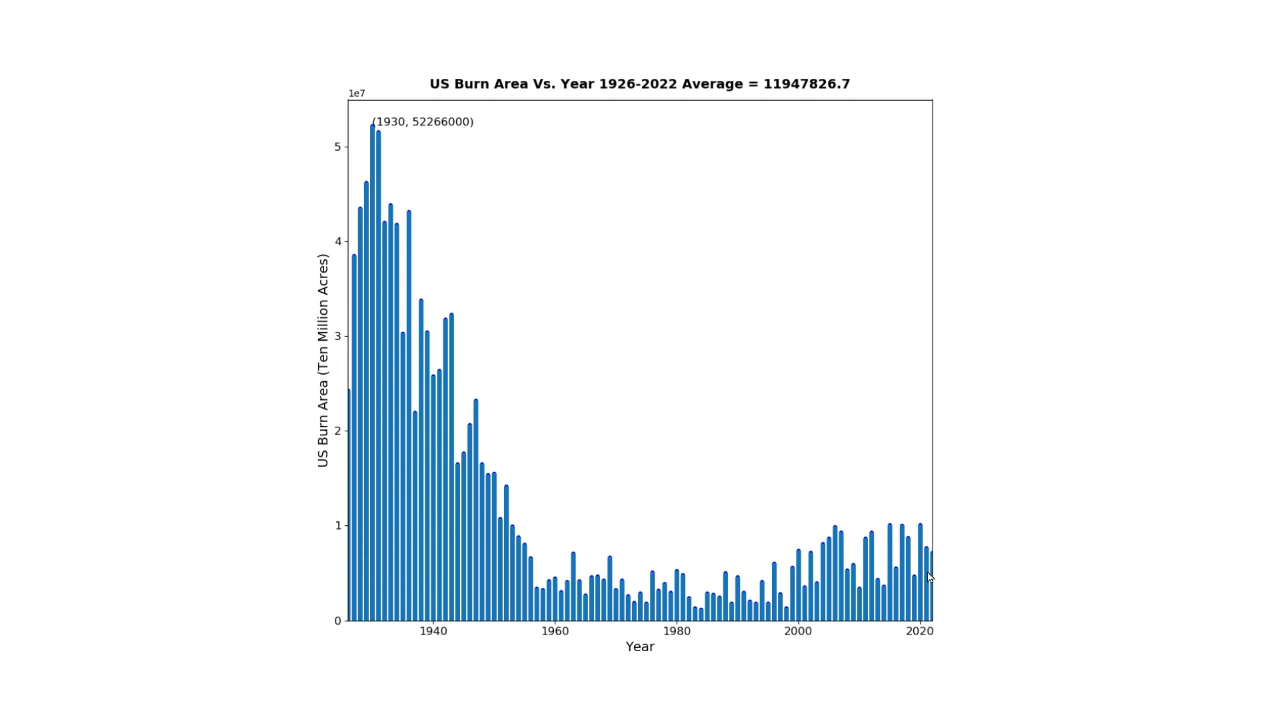 US Burn Area Vs. Year 1926-2022 Average = 11947826.7
1e7
(1930, 52266000)
5
4
3
2
1
0
US Burn Area (Ten Million Acres)
1940 1960 1980 2000 2020
Year